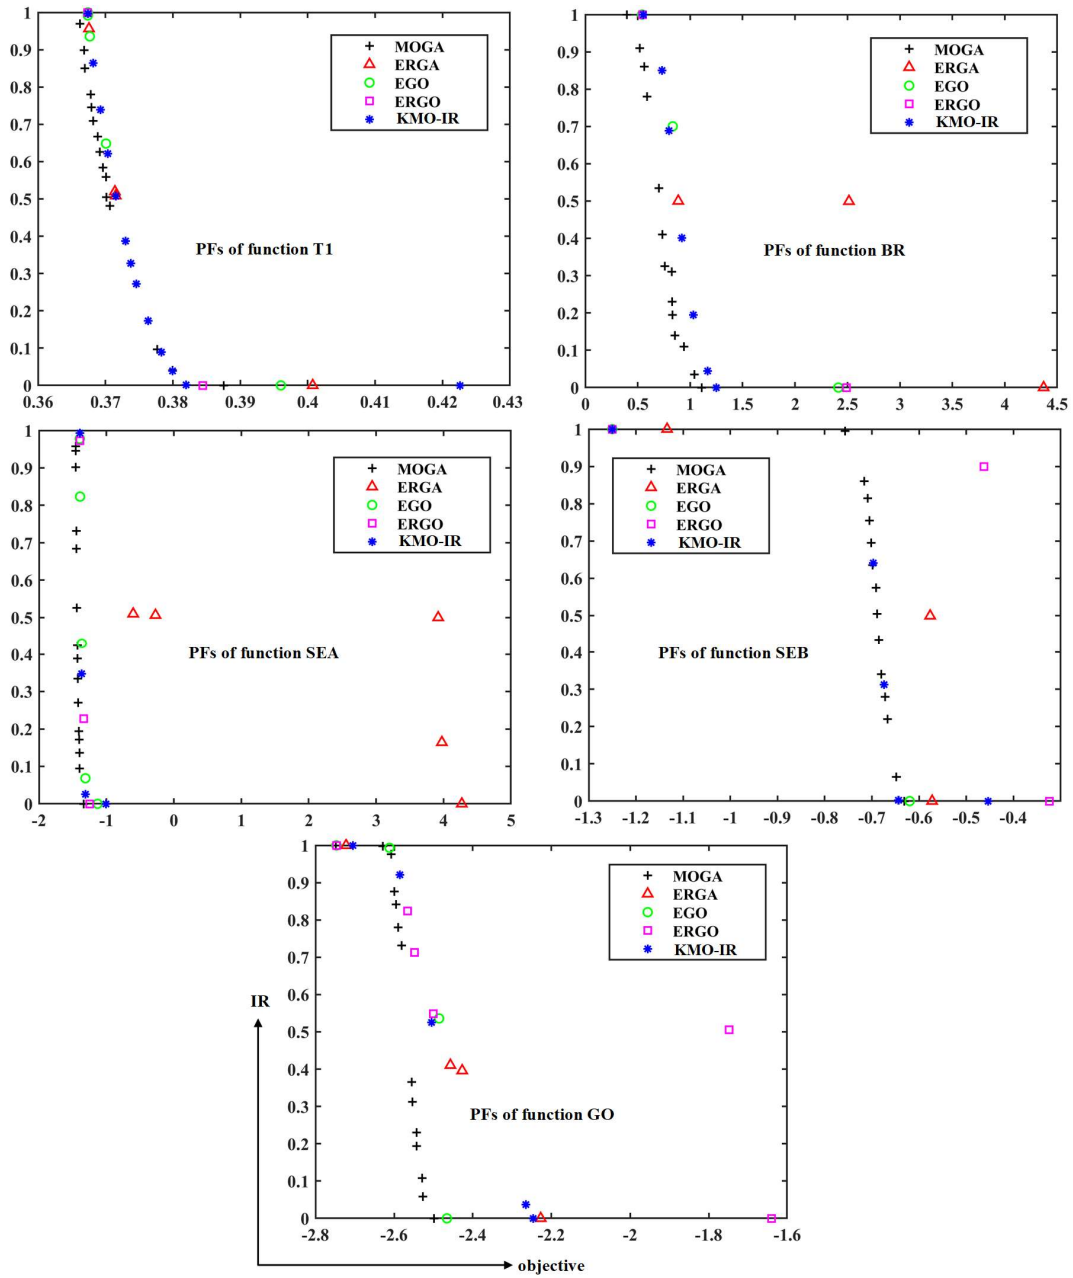 1
0.9
0.8
0.7
0.6
0.5
0.4
0.3
0.2
0.1
0
0.36 0.37 0.38 0.39 0.4 0.41 0.42 0.43
MOGA
ERGA
EGO
ERGO
KMO-IR
PFs of function T1
1
0.9
0.8
0.7
0.6
0.5
0.4
0.3
0.2
0.1
0
0 0.5 1 1.5 2 2.5 3 3.5 4 4.5
MOGA
ERGA
EGO
ERGO
KMO-IR
PFs of function BR
1
0.9
0.8
0.7
0.6
0.5
0.4
0.3
0.2
0.1
0
-2 -1 0 1 2 3 4 5
MOGA
ERGA
EGO
ERGO
KMO-IR
PFs of function SEA
1
0.9
0.8
0.7
0.6
0.5
0.4
0.3
0.2
0.1
0
-1.3 -1.2 -1.1 -1 -0.9 -0.8 -0.7 -0.6 -0.5 -0.4
MOGA
ERGA
EGO
ERGO
KMO-IR
PFs of function SEB
1
0.9
0.8
0.7
0.6
0.5
0.4
0.3
0.2
0.1
0
-2.8 -2.6 -2.4 -2.2 -2 -1.8 -1.6
MOGA
ERGA
EGO
ERGO
KMO-IR
PFs of function GO
IR
objective